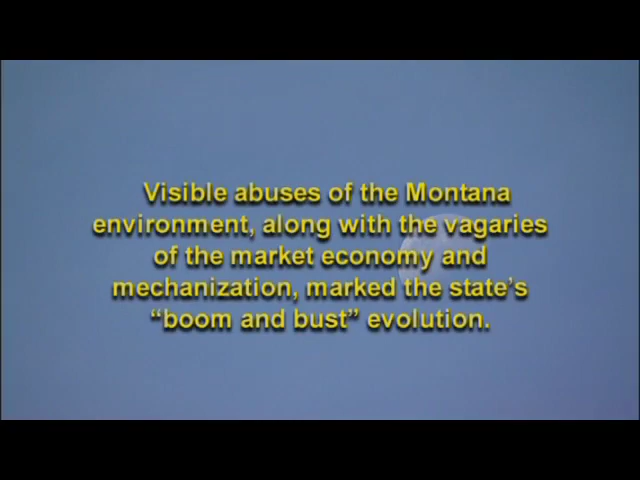 Visible abuses of the Montana
environment, along with the vagaries
of the market economy and
mechanization, marked the state’s
“boom and bust” evolution.